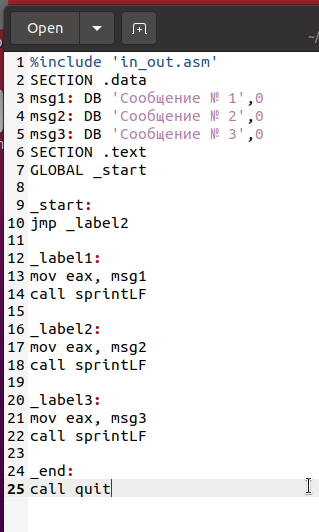 Open
~/
1 %include 'in_out.asm'
2 SECTION .data
3 msg1: DB 'Сообщение № 1',0
4 msg2: DB 'Сообщение № 2',0
5 msg3: DB 'Сообщение № 3',0
6 SECTION .text
7 GLOBAL _start
8
9 _start:
10 jmp _label2
11
12 _label1:
13 mov eax, msg1
14 call sprintLF
15
16 _label2:
17 mov eax, msg2
18 call sprintLF
19
20 _label3:
21 mov eax, msg3
22 call sprintLF
23
24 _end:
25 call quit